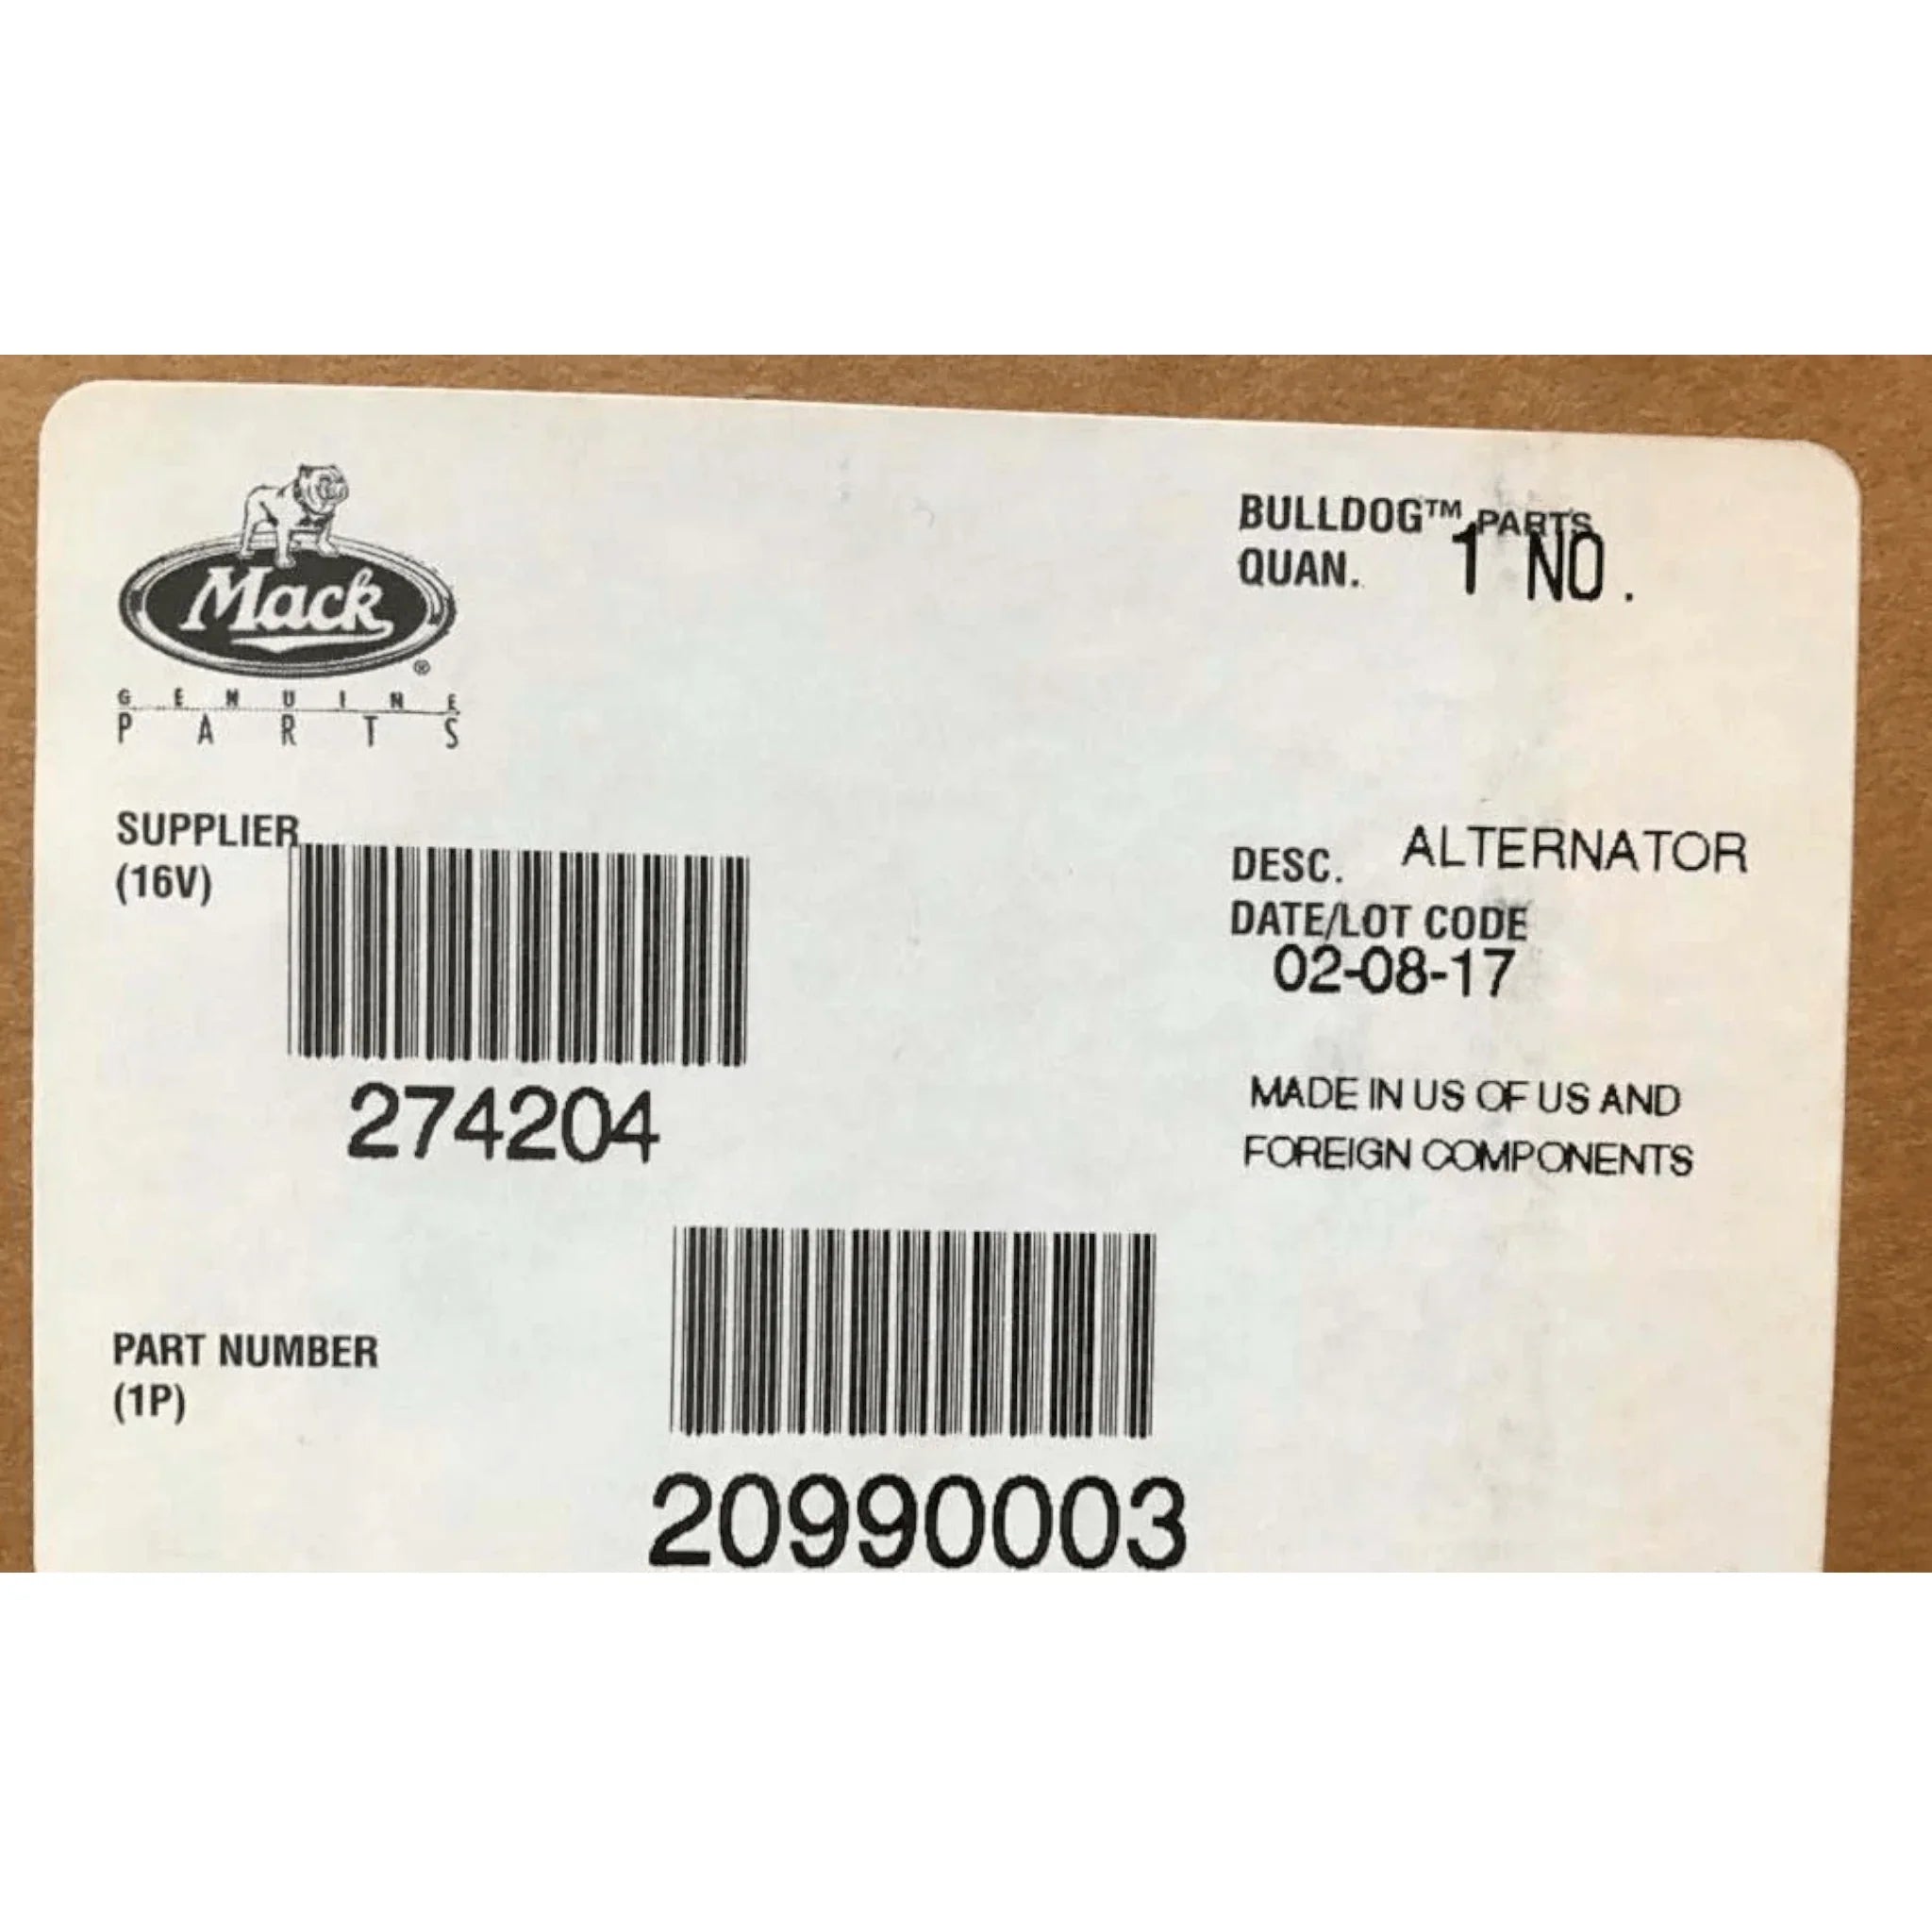 Mack®
GENUINE
PARTS
BULLDOG™ PARTS
QUAN. 1 NO.
SUPPLIER
(16V)
274204
DESC. ALTERNATOR
DATE/LOT CODE
02-08-17
MADE IN US OF US AND
FOREIGN COMPONENTS
PART NUMBER
(1P)
20990003